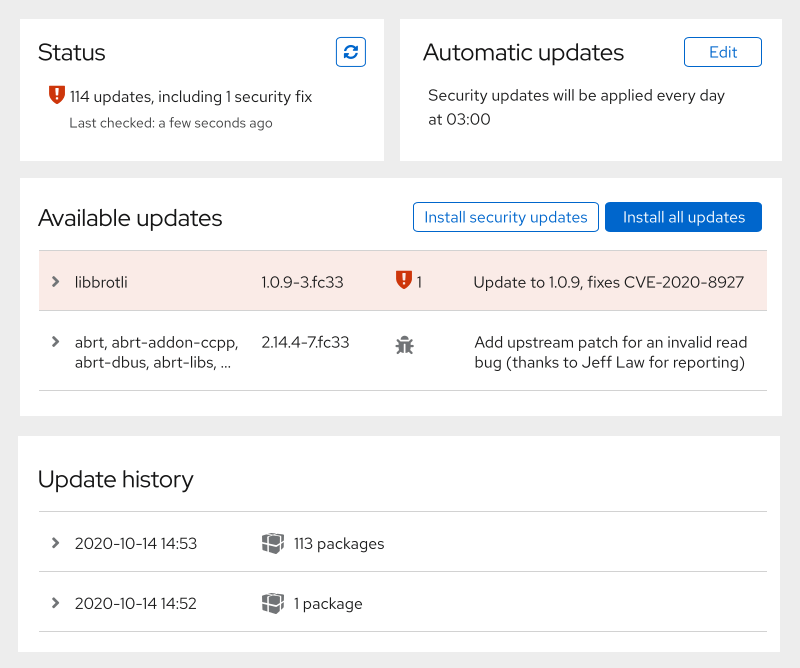 Status
114 updates, including 1 security fix
Last checked: a few seconds ago
Automatic updates
Edit
Security updates will be applied every day
at 03:00
Available updates
Install security updates
Install all updates
libbrotli
1.0.9-3.fc33
1
Update to 1.0.9, fixes CVE-2020-8927
abrt, abrt-addon-ccpp,
abrt-dbus, abrt-libs, ...
2.14.4-7.fc33
Add upstream patch for an invalid read
bug (thanks to Jeff Law for reporting)
Update history
2020-10-14 14:53
113 packages
2020-10-14 14:52
1 package